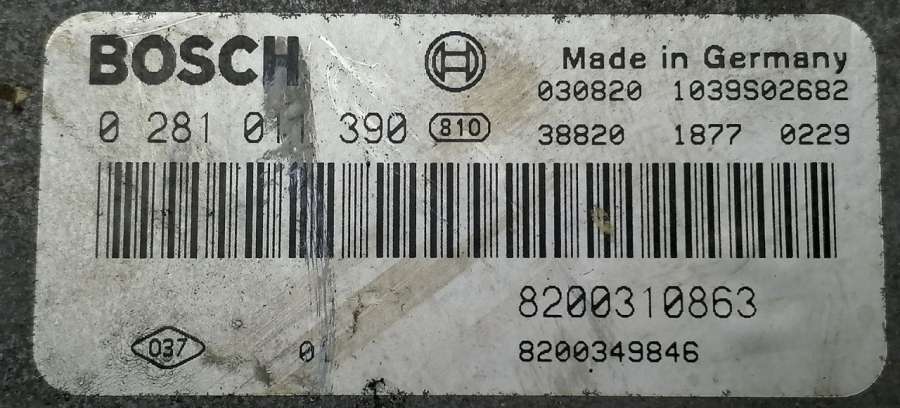 BOSCH
Made in Germany
030820 1039S02682
0 281 011 390 810
38820 1877 0229
8200310863
037 0 8200349846